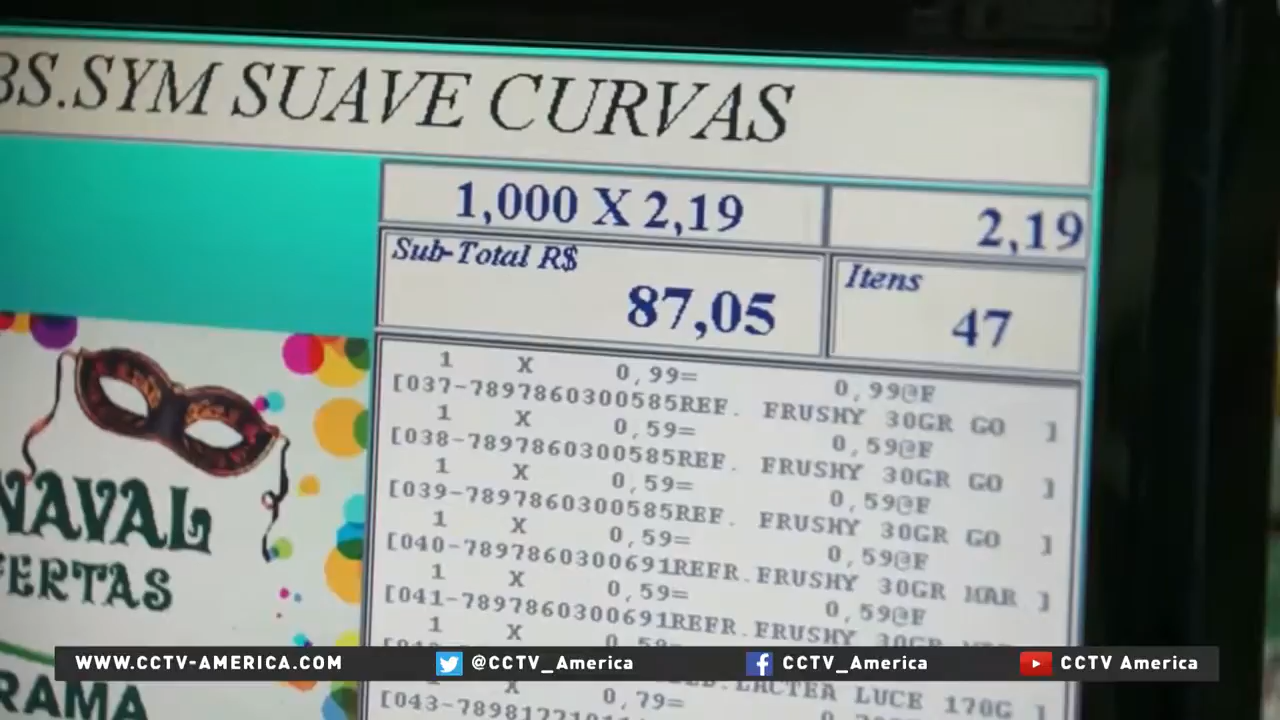 BS.SYM SUAVE CURVAS
1,000 X 2,19
2,19
Sub-Total R$
87,05
Itens
47
1 X 0,99= 0,99@F
[037-7897860300585REF. FRUSHY 30GR GO ]
1 X 0,59= 0,59@F
[038-7897860300585REF. FRUSHY 30GR GO ]
1 X 0,59= 0,59@F
[039-7897860300585REF. FRUSHY 30GR GO ]
1 X 0,59= 0,59@F
[040-7897860300691REFR.FRUSHY 30GR MAR ]
1 X 0,59= 0,59@F
[041-7897860300691REFR.FRUSHY 30GR
1 X
LACTEA LUCE 170G ]
X 0,79=
[043-
NAVAL
FERTAS
RAMA
WWW.CCTV-AMERICA.COM
@CCTV_America
CCTV_America
CCTV America